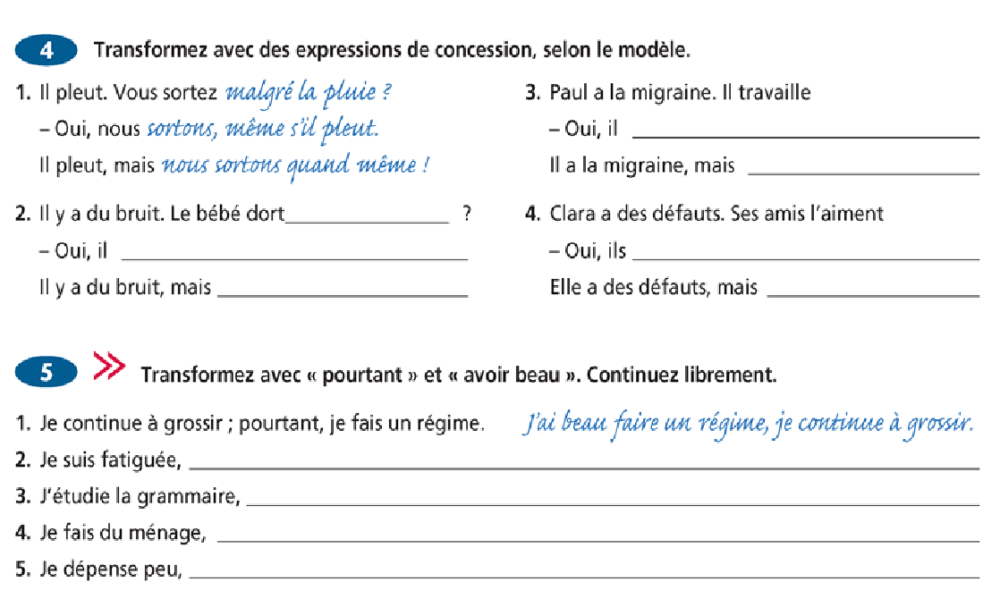 4 Transformez avec des expressions de concession, selon le modèle.
1. Il pleut. Vous sortez malgré la pluie ?
– Oui, nous sortons, même s'il pleut.
Il pleut, mais nous sortons quand même !
2. Il y a du bruit. Le bébé dort ?
– Oui, il
Il y a du bruit, mais
3. Paul a la migraine. Il travaille
– Oui, il
Il a la migraine, mais
4. Clara a des défauts. Ses amis l'aiment
– Oui, ils
Elle a des défauts, mais
5 Transformez avec « pourtant » et « avoir beau ». Continuez librement.
1. Je continue à grossir ; pourtant, je fais un régime. J'ai beau faire un régime, je continue à grossir.
2. Je suis fatiguée,
3. J'étudie la grammaire,
4. Je fais du ménage,
5. Je dépense peu,